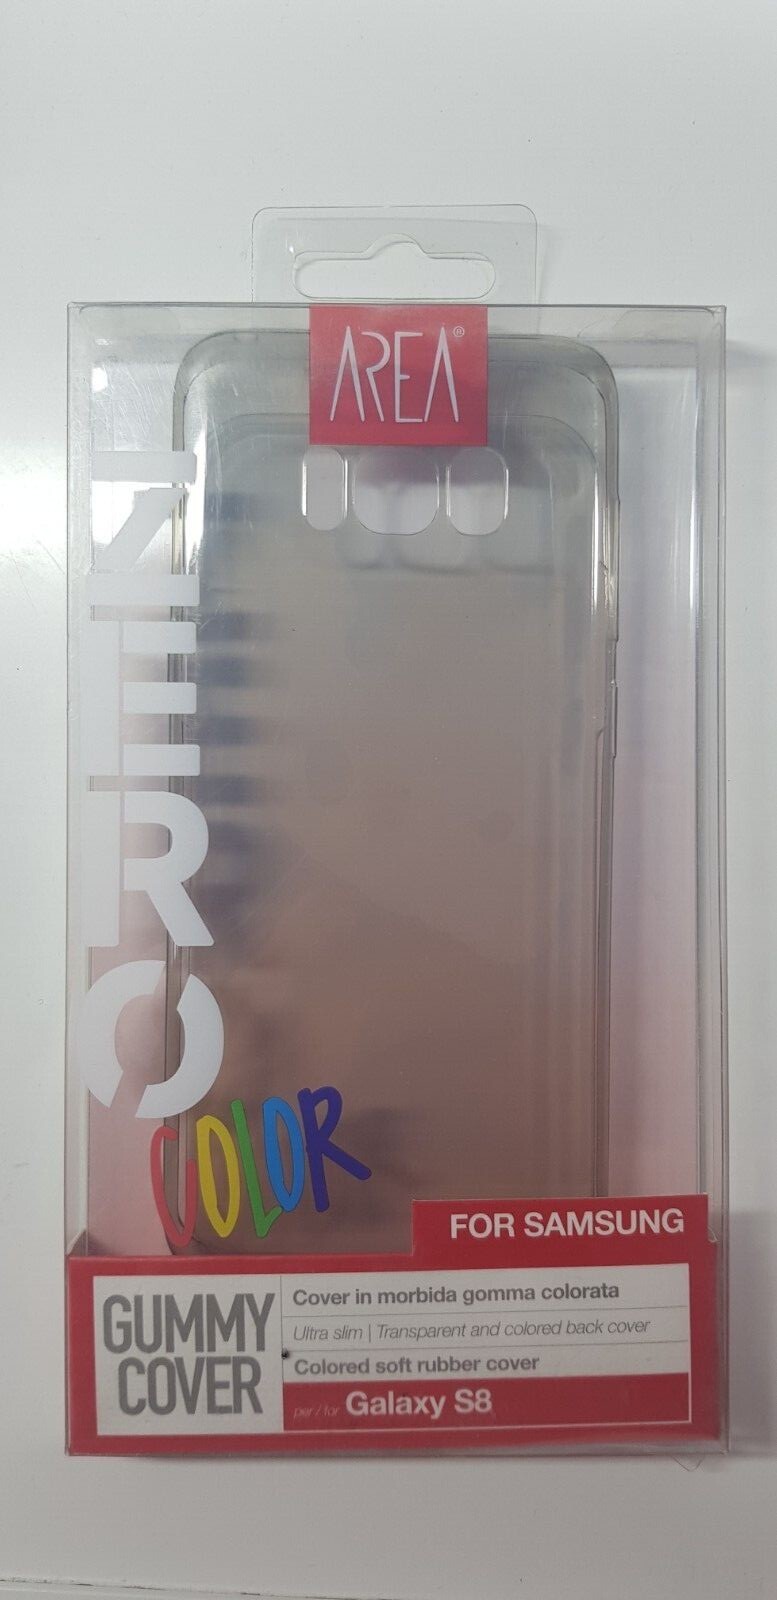 AREA®
ZERO
COLOR
FOR SAMSUNG
GUMMY
COVER
Cover in morbida gomma colorata
Ultra slim | Transparent and colored back cover
Colored soft rubber cover
per / for Galaxy S8